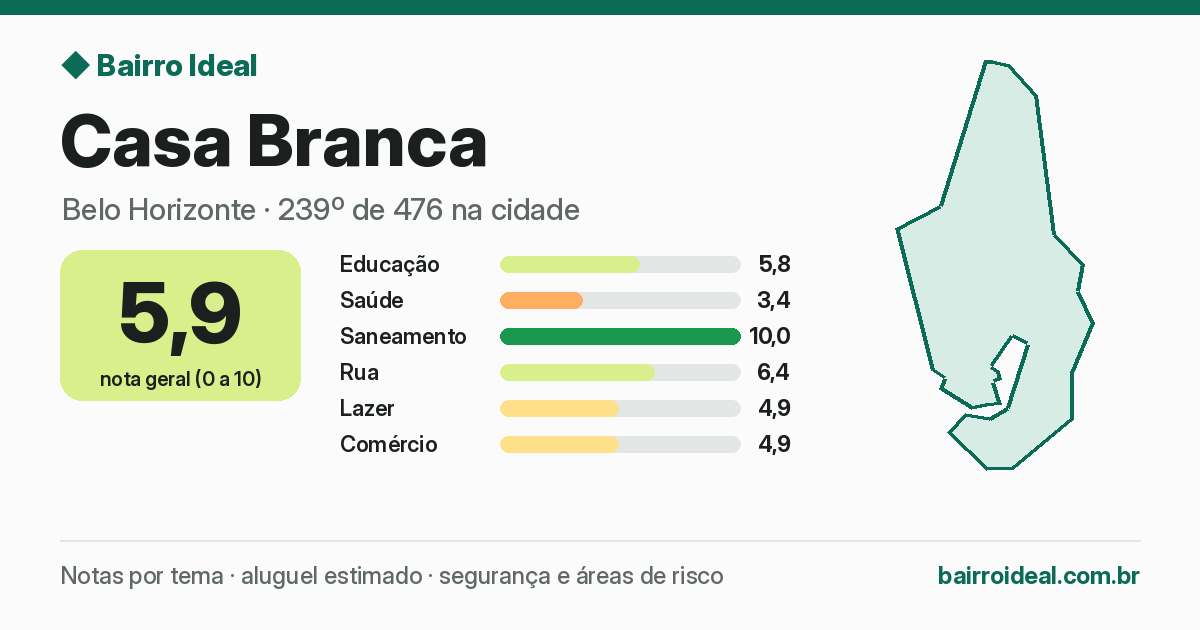 Bairro Ideal
Casa Branca
Belo Horizonte · 239º de 476 na cidade
5,9
nota geral (0 a 10)
Educação 5,8
Saúde 3,4
Saneamento 10,0
Rua 6,4
Lazer 4,9
Comércio 4,9
Notas por tema · aluguel estimado · segurança e áreas de risco
bairroideal.com.br